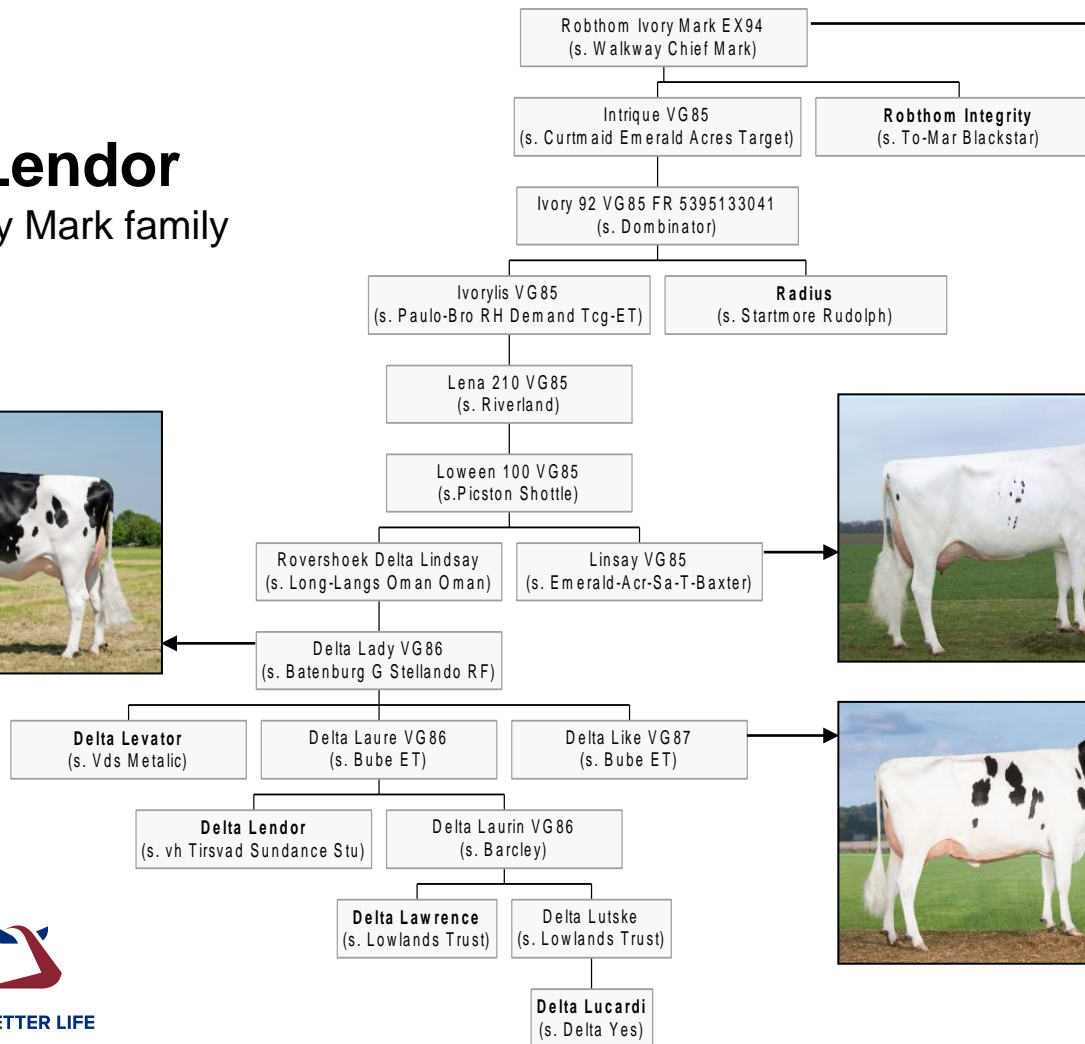 Robthom Ivory Mark EX94
(s. Walkway Chief Mark)
Intrique VG85
(s. Curtmaid Emerald Acres Target)
Robthom Integrity
(s. To-Mar Blackstar)
Lendor
y Mark family
Ivory 92 VG85 FR 5395133041
(s. Dombinator)
Ivorylis VG85
(s. Paulo-Bro RH Demand Tcg-ET)
Radius
(s. Startmore Rudolph)
Lena 210 VG85
(s. Riverland)
Loween 100 VG85
(s.Picston Shottle)
Rovershoek Delta Lindsay
(s. Long-Langs Oman Oman)
Linsay VG85
(s. Emerald-Acr-Sa-T-Baxter)
Delta Lady VG86
(s. Batenburg G Stellando RF)
Delta Levator
(s. Vds Metalic)
Delta Laure VG86
(s. Bube ET)
Delta Like VG87
(s. Bube ET)
Delta Lendor
(s. vh Tirsvad Sundance Stu)
Delta Laurin VG86
(s. Barcley)
Delta Lawrence
(s. Lowlands Trust)
Delta Lutske
(s. Lowlands Trust)
Delta Lucardi
(s. Delta Yes)
ETTER LIFE